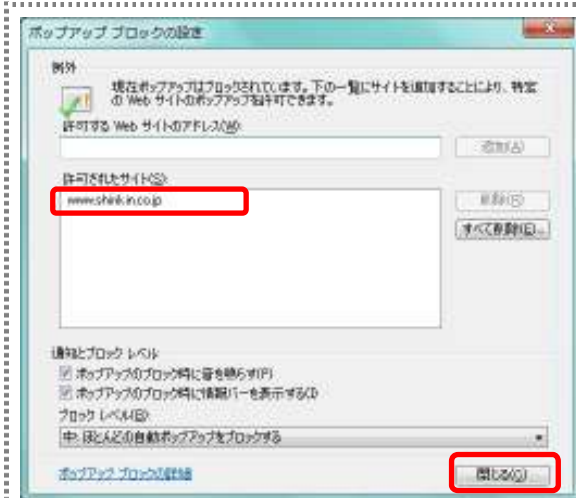 ポップアップ ブロックの設定
例外
現在ポップアップはブロックされています。下の一覧にサイトを追加することにより、特定
の Web サイトのポップアップを許可できます。
許可する Web サイトのアドレス(W):
追加(A)
許可されたサイト(S):
www.shinkin.co.jp
削除(R)
すべて削除(E)...
通知とブロック レベル
ポップアップのブロック時に音を鳴らす(P)
ポップアップのブロック時に情報バーを表示する(I)
ブロック レベル(B):
中: ほとんどの自動ポップアップをブロックする
ポップアップ ブロックの詳細
閉じる(C)